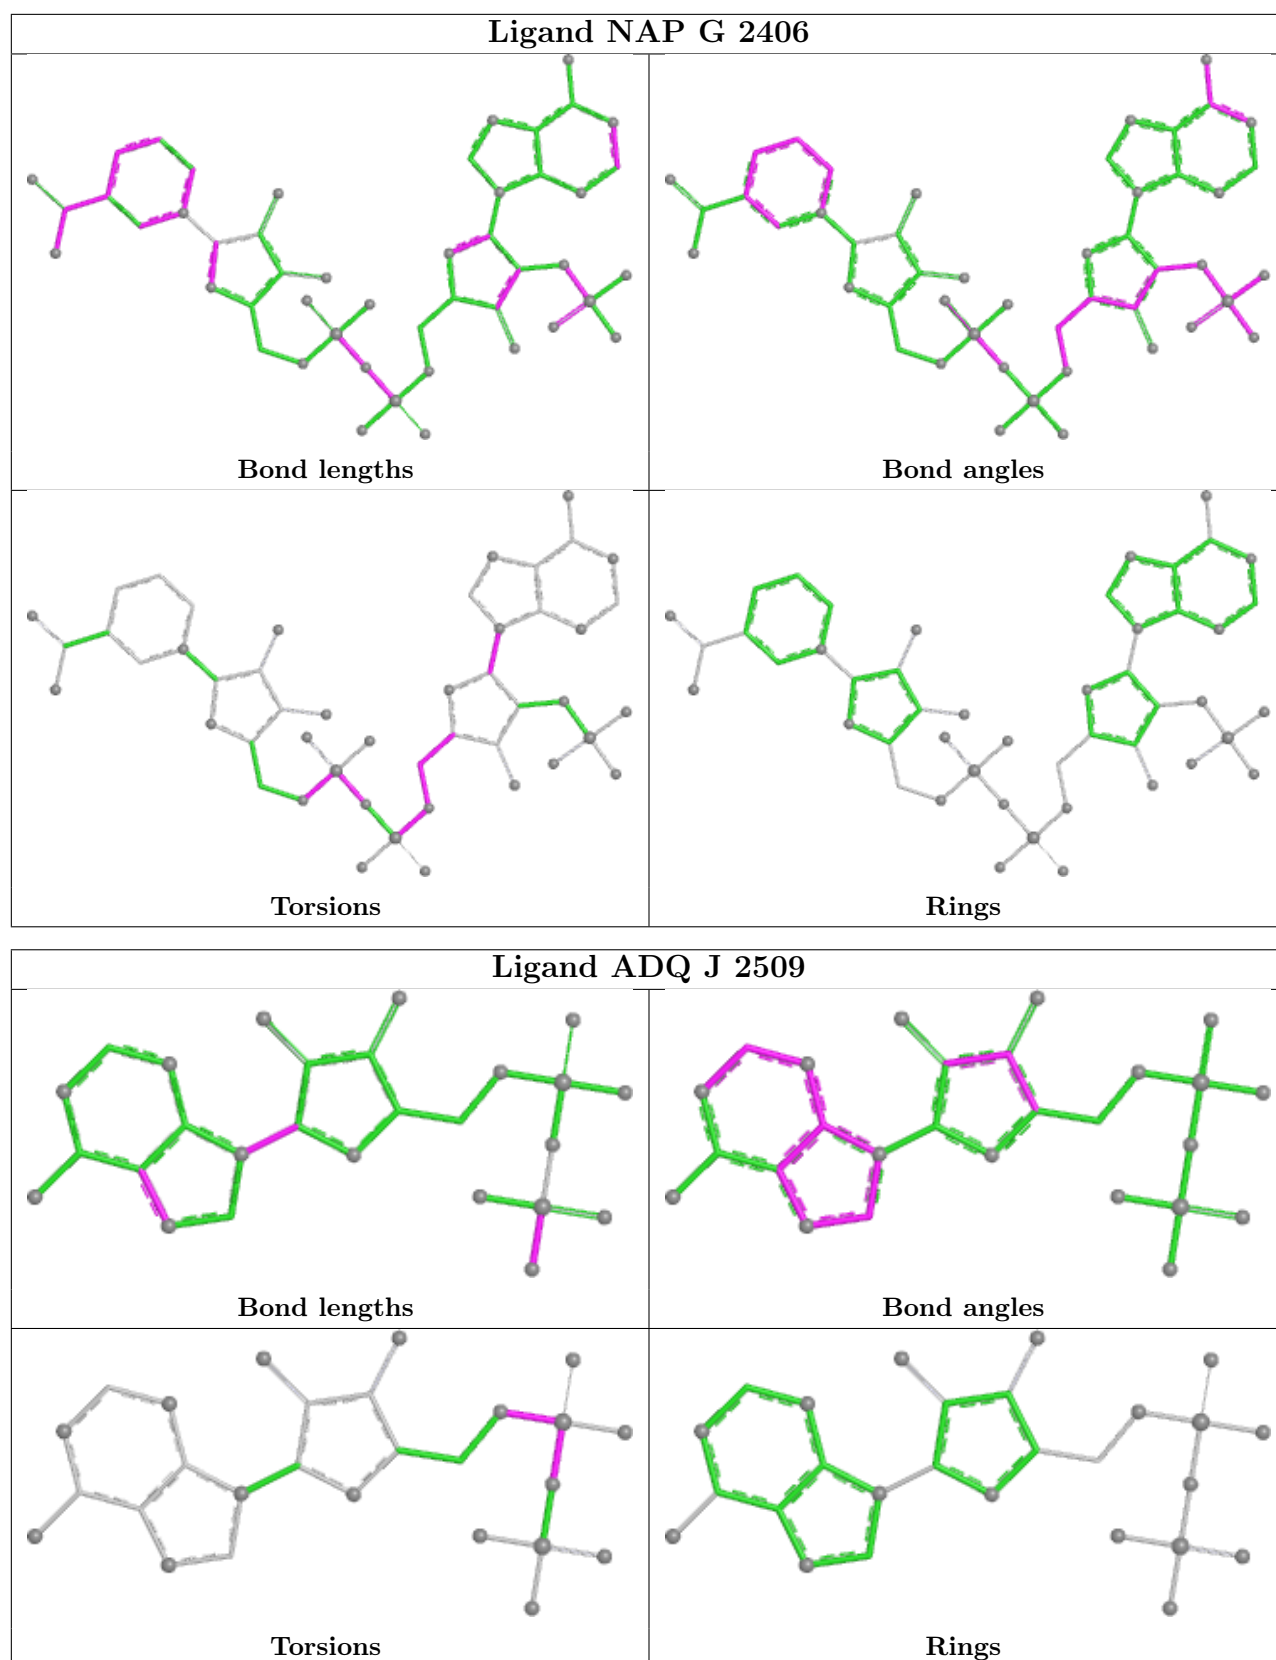 Ligand NAP G 2406
Bond lengths
Bond angles
Torsions
Rings
Ligand ADQ J 2509
Bond lengths
Bond angles
Torsions
Rings